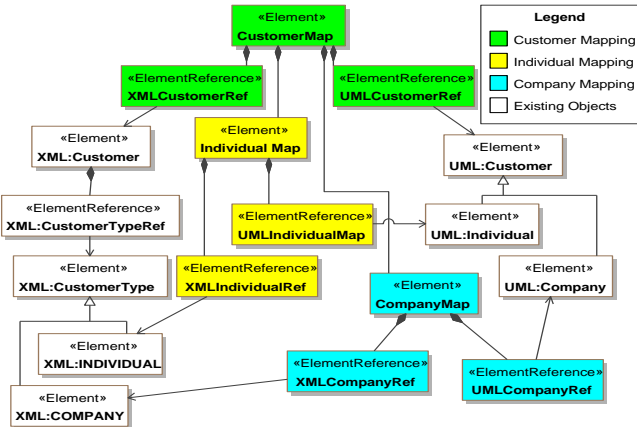 «Element»
CustomerMap
Legend
Customer Mapping
Individual Mapping
Company Mapping
Existing Objects
«ElementReference»
XMLCustomerRef
«ElementReference»
UMLCustomerRef
«Element»
XML:Customer
«Element»
Individual Map
«Element»
UML:Customer
«ElementReference»
XML:CustomerTypeRef
«ElementReference»
UMLIndividualMap
«Element»
UML:Individual
«Element»
XML:CustomerType
«ElementReference»
XMLIndividualRef
«Element»
CompanyMap
«Element»
UML:Company
«Element»
XML:INDIVIDUAL
«ElementReference»
XMLCompanyRef
«ElementReference»
UMLCompanyRef
«Element»
XML:COMPANY